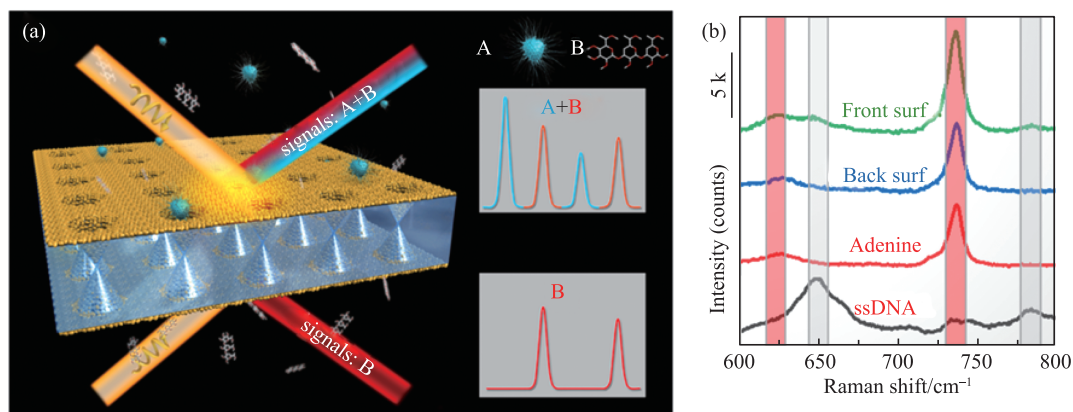 (a)
A
B
signals: A+B
A+B
signals: B
B
(b)
5 k
Front surf
Back surf
Adenine
ssDNA
Intensity (counts)
600 650 700 750 800
Raman shift/cm⁻¹